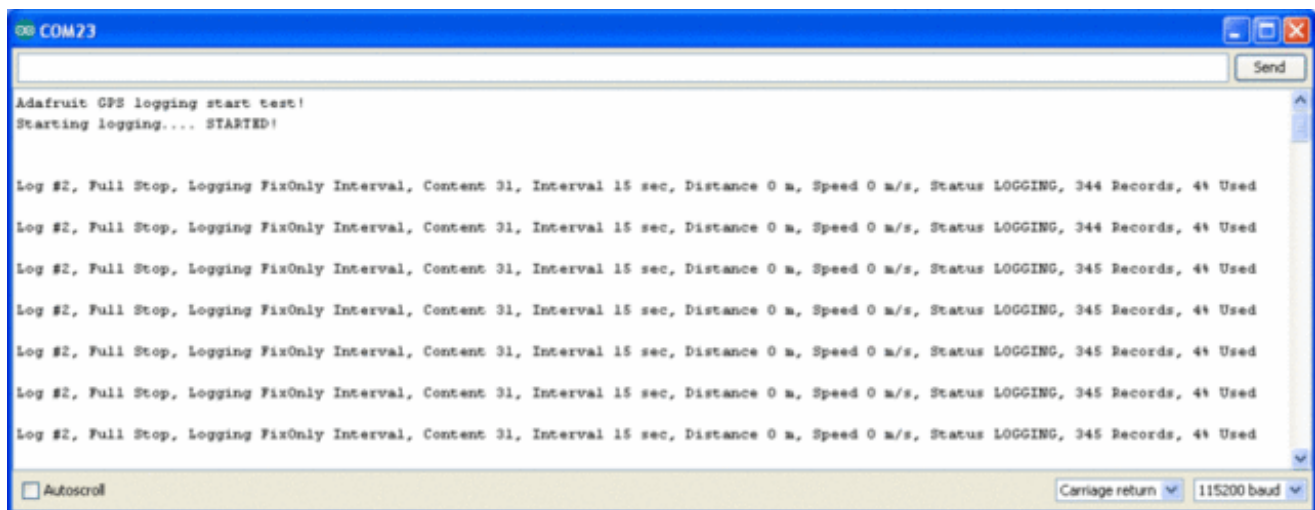 COM23
Send
Adafruit GPS logging start test!
Starting logging.... STARTED!
Log #2, Full Stop, Logging FixOnly Interval, Content 31, Interval 15 sec, Distance 0 m, Speed 0 m/s, Status LOGGING, 344 Records, 4% Used
Log #2, Full Stop, Logging FixOnly Interval, Content 31, Interval 15 sec, Distance 0 m, Speed 0 m/s, Status LOGGING, 344 Records, 4% Used
Log #2, Full Stop, Logging FixOnly Interval, Content 31, Interval 15 sec, Distance 0 m, Speed 0 m/s, Status LOGGING, 345 Records, 4% Used
Log #2, Full Stop, Logging FixOnly Interval, Content 31, Interval 15 sec, Distance 0 m, Speed 0 m/s, Status LOGGING, 345 Records, 4% Used
Log #2, Full Stop, Logging FixOnly Interval, Content 31, Interval 15 sec, Distance 0 m, Speed 0 m/s, Status LOGGING, 345 Records, 4% Used
Log #2, Full Stop, Logging FixOnly Interval, Content 31, Interval 15 sec, Distance 0 m, Speed 0 m/s, Status LOGGING, 345 Records, 4% Used
Log #2, Full Stop, Logging FixOnly Interval, Content 31, Interval 15 sec, Distance 0 m, Speed 0 m/s, Status LOGGING, 345 Records, 4% Used
Autoscroll
Carriage return
115200 baud